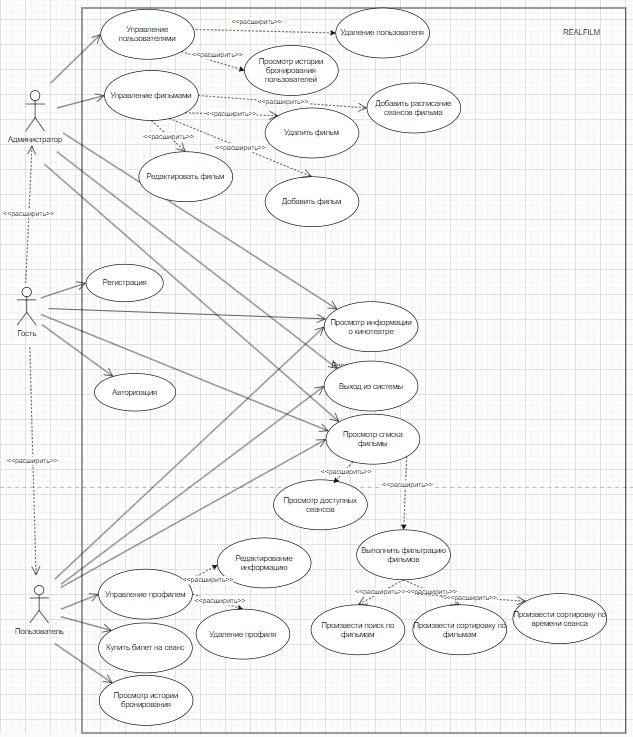 REALFILM
Управление
пользователями
<<расширить>>
Удаление пользователя
<<расширить>>
Просмотр истории
бронирования
пользователей
Управление фильмами
<<расширить>>
Добавить расписание
сеансов фильма
<<расширить>>
Удалить фильм
<<расширить>>
Редактировать фильм
<<расширить>>
Добавить фильм
Администратор
<<расширить>>
Гость
Регистрация
Авторизация
Просмотр информации
о кинотеатре
Выход из системы
Просмотр списка
фильмы
<<расширить>>
<<расширить>>
<<расширить>>
Просмотр доступных
сеансов
Выполнить фильтрацию
фильмов
<<расширить>>
<<расширить>>
<<расширить>>
Произвести поиск по
фильмам
Произвести сортировку по
фильмам
Произвести сортировку по
времени сеанса
Пользователь
Управление профилем
<<расширить>>
Редактирование
информацию
<<расширить>>
Удаление профиля
Купить билет на сеанс
Просмотр истории
бронирования